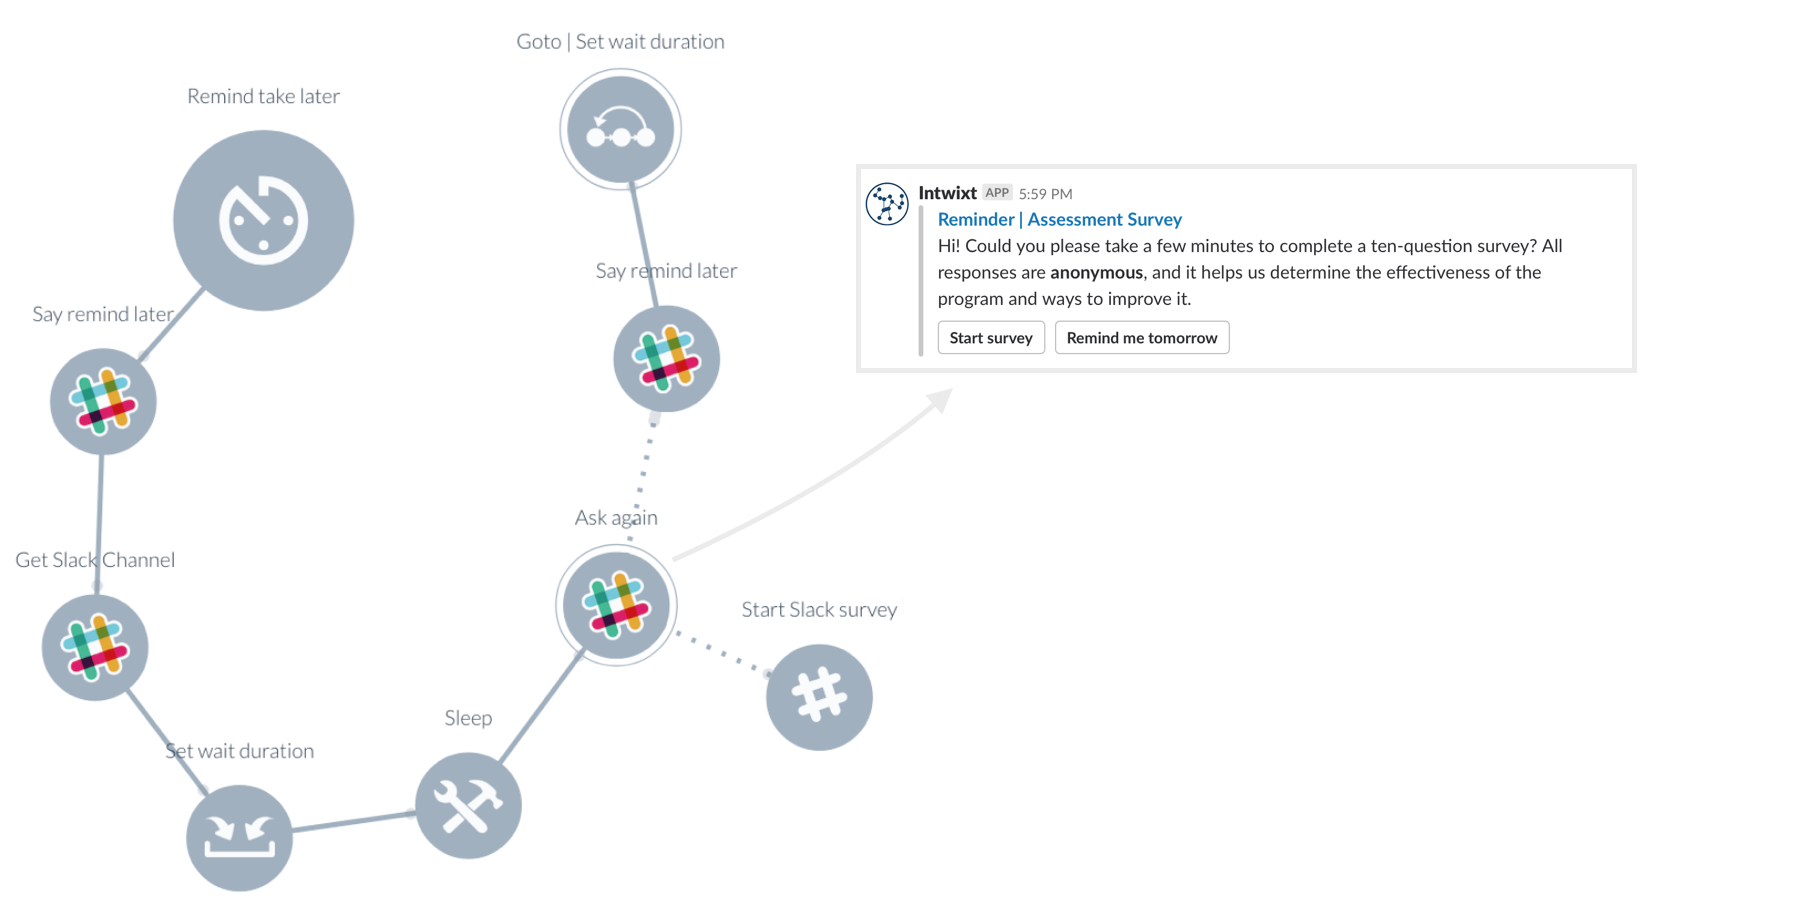 Goto | Set wait duration
Remind take later
Intwixt APP 5:59 PM
Reminder | Assessment Survey
Hi! Could you please take a few minutes to complete a ten-question survey? All
responses are anonymous, and it helps us determine the effectiveness of the
program and ways to improve it.
Start survey
Remind me tomorrow
Say remind later
Say remind later
Ask again
Get Slack Channel
Start Slack survey
Sleep
Set wait duration